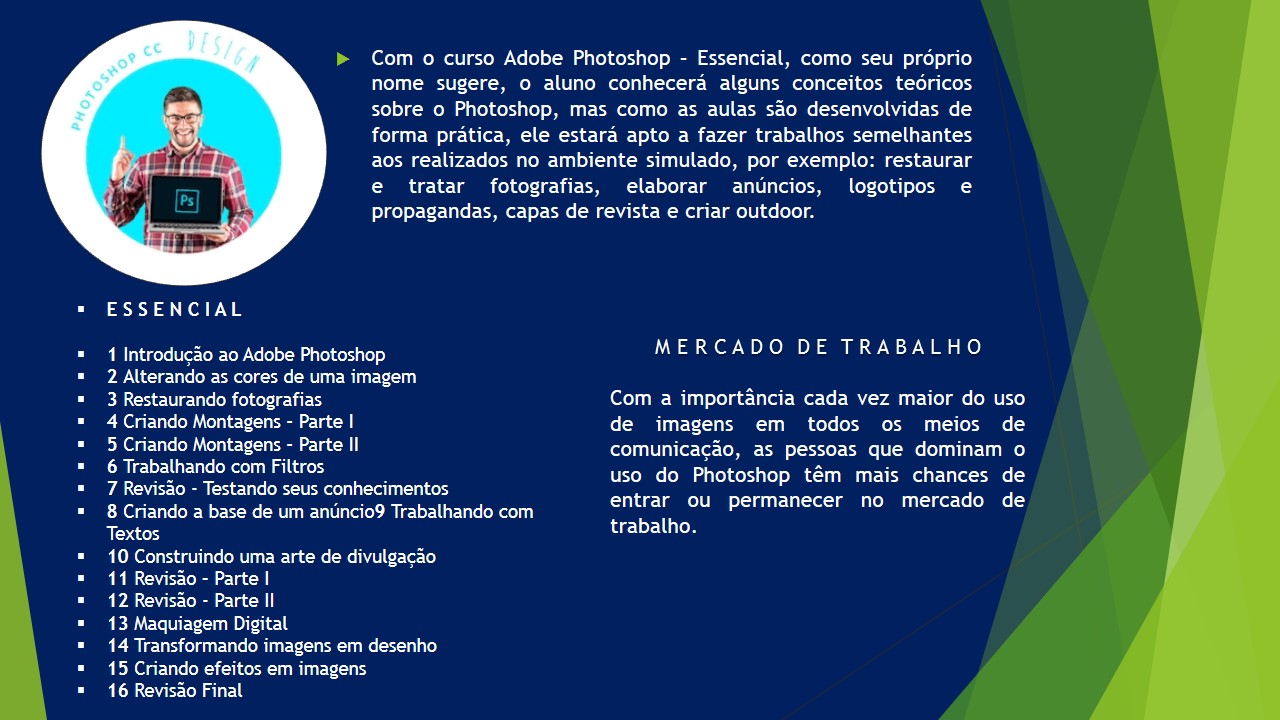 PHOTOSHOP CC DESIGN
Ps
Com o curso Adobe Photoshop – Essencial, como seu próprio
nome sugere, o aluno conhecerá alguns conceitos teóricos
sobre o Photoshop, mas como as aulas são desenvolvidas de
forma prática, ele estará apto a fazer trabalhos semelhantes
aos realizados no ambiente simulado, por exemplo: restaurar
e tratar fotografias, elaborar anúncios, logotipos e
propagandas, capas de revista e criar outdoor.
ESSENCIAL
1 Introdução ao Adobe Photoshop
2 Alterando as cores de uma imagem
3 Restaurando fotografias
4 Criando Montagens – Parte I
5 Criando Montagens – Parte II
6 Trabalhando com Filtros
7 Revisão - Testando seus conhecimentos
8 Criando a base de um anúncio9 Trabalhando com
Textos
10 Construindo uma arte de divulgação
11 Revisão – Parte I
12 Revisão - Parte II
13 Maquiagem Digital
14 Transformando imagens em desenho
15 Criando efeitos em imagens
16 Revisão Final
MERCADO DE TRABALHO
Com a importância cada vez maior do uso
de imagens em todos os meios de
comunicação, as pessoas que dominam o
uso do Photoshop têm mais chances de
entrar ou permanecer no mercado de
trabalho.